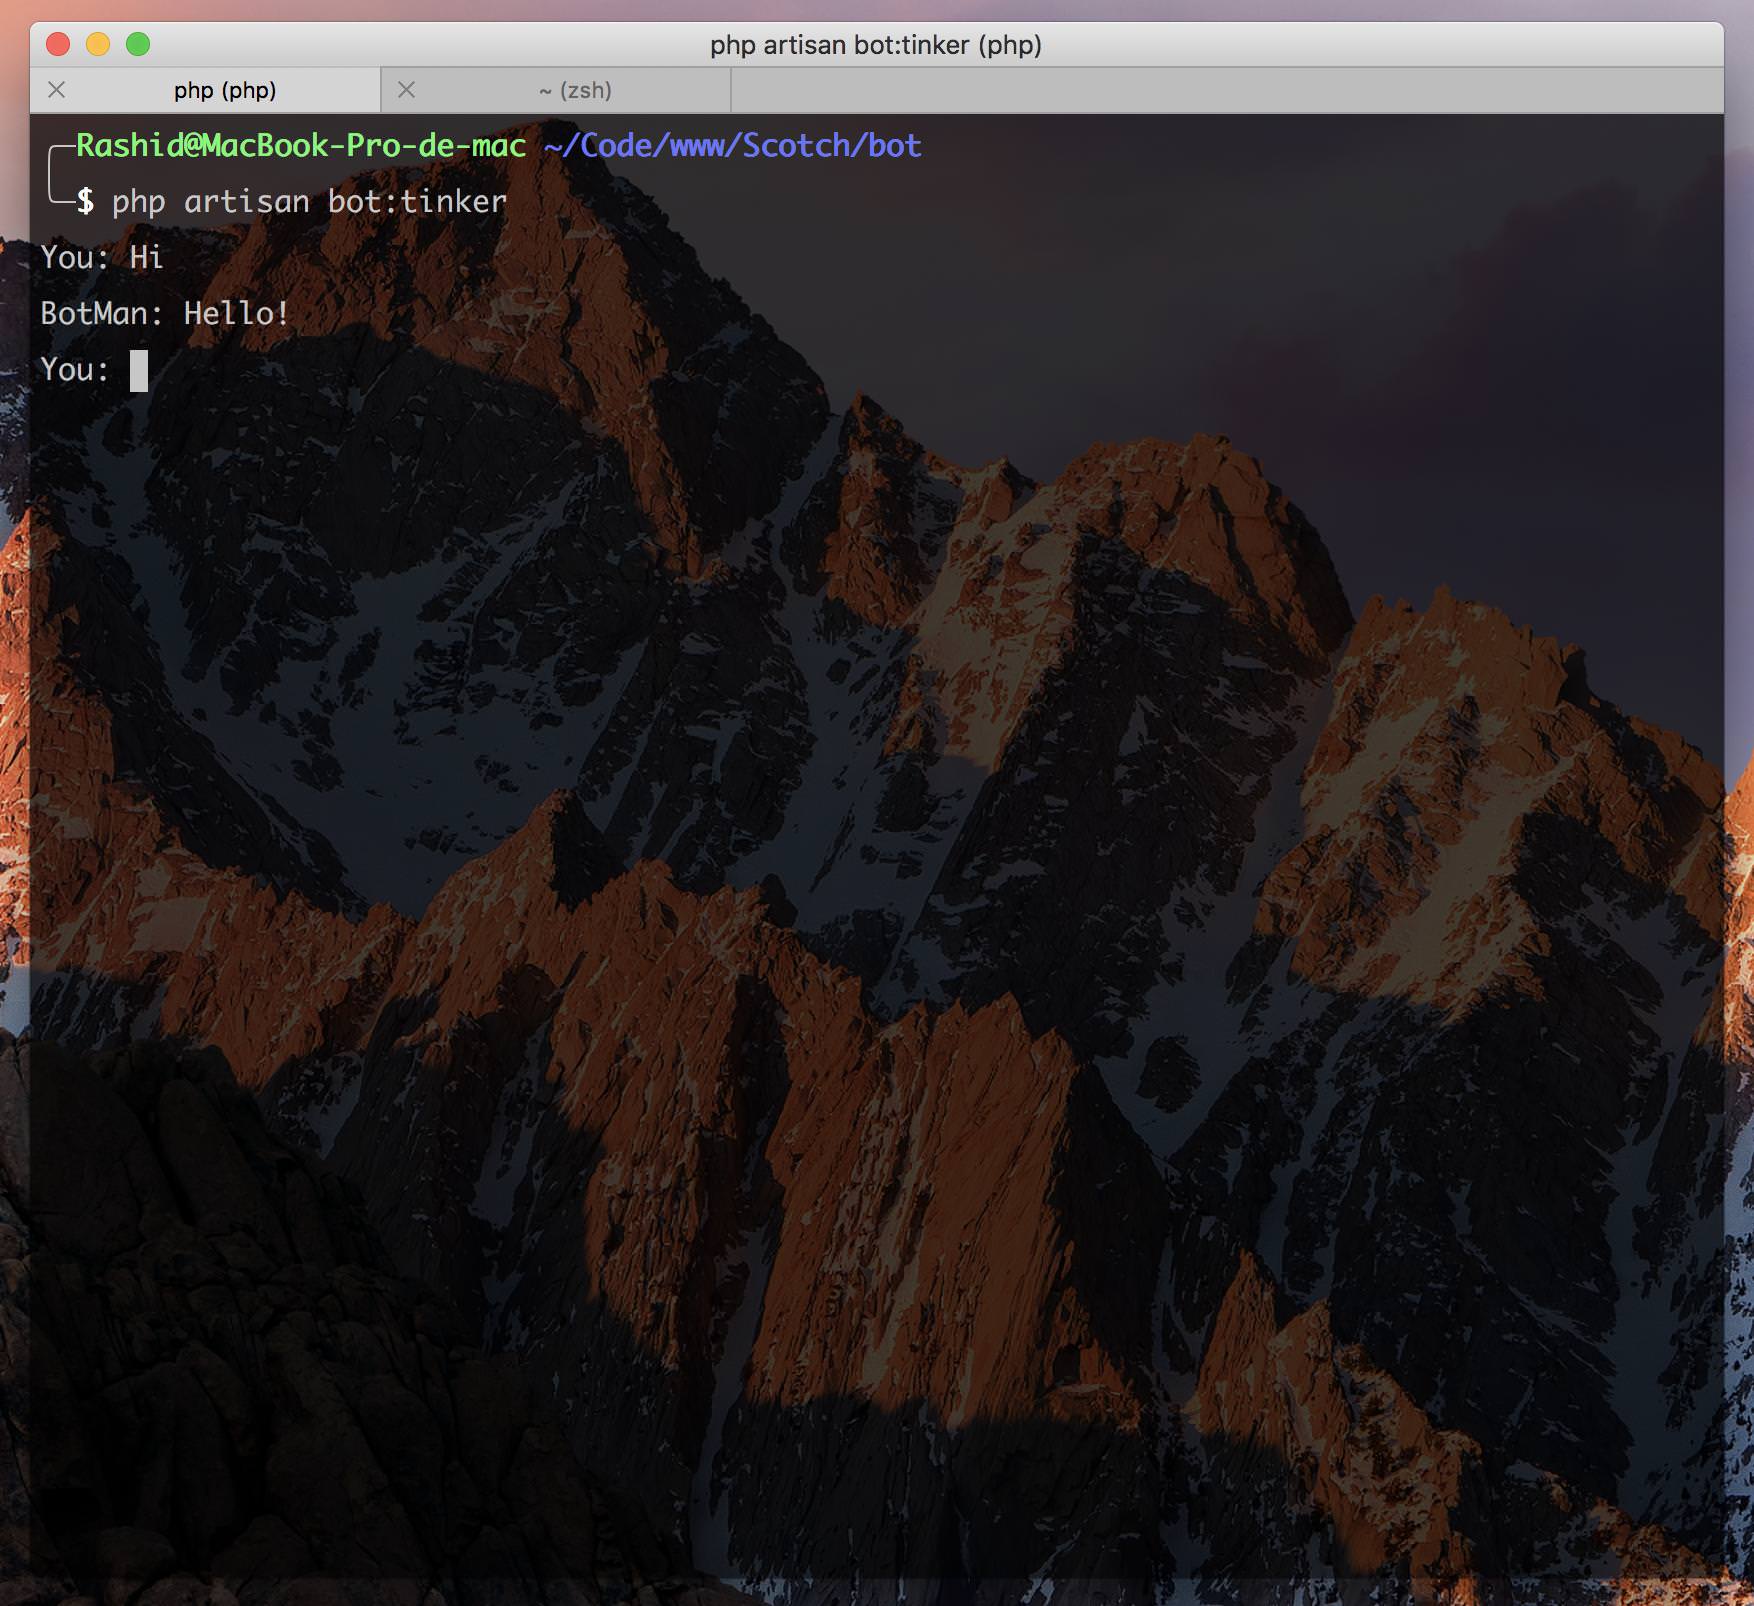 php artisan bot:tinker (php)
php (php)
~ (zsh)
Rashid@MacBook-Pro-de-mac ~/Code/www/Scotch/bot
$ php artisan bot:tinker
You: Hi
BotMan: Hello!
You: